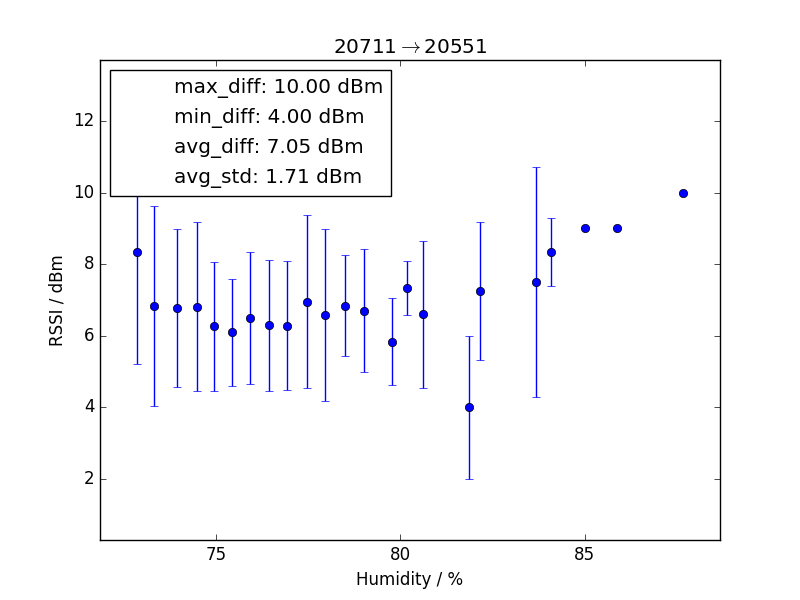 20711→20551
max_diff: 10.00 dBm
min_diff: 4.00 dBm
avg_diff: 7.05 dBm
avg_std: 1.71 dBm
12
10
8
6
4
2
RSSI / dBm
75 80 85
Humidity / %